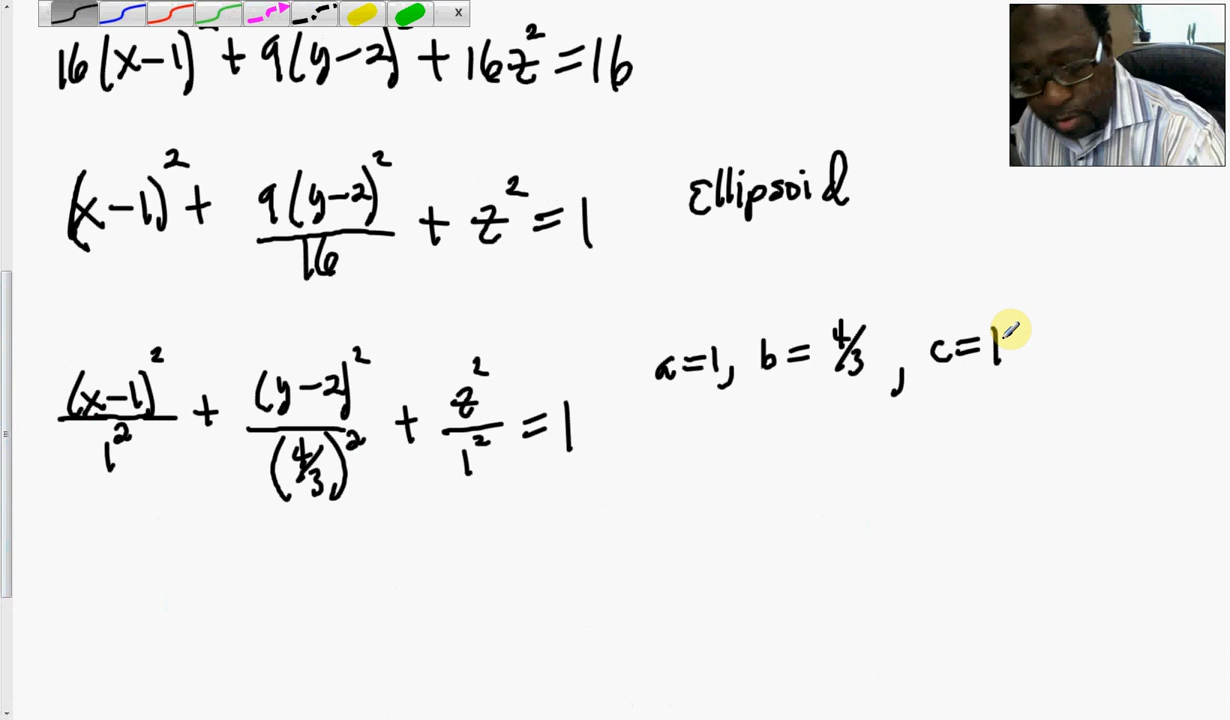 16(x-1)² + 9(y-2)² + 16z² = 16
(x-1)² + 9(y-2)²/16 + z² = 1
Ellipsoid
(x-1)²/1² + (y-2)²/(4/3)² + z²/1² = 1
a=1, b=4/3, c=1